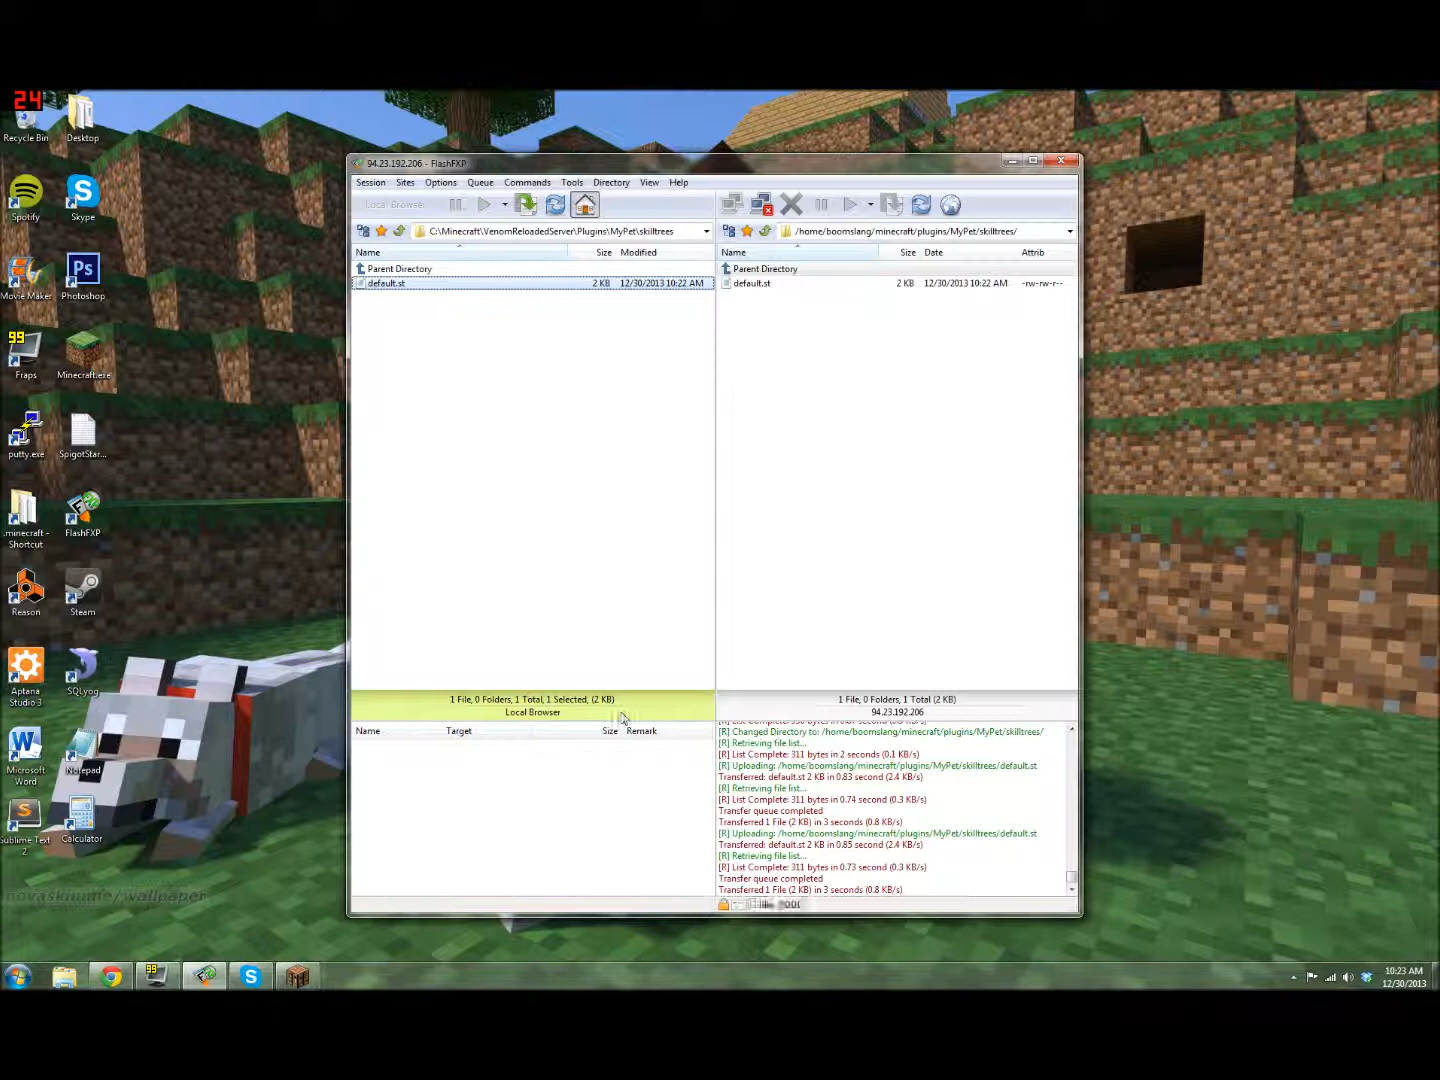 24
Recycle Bin
Desktop
Spotify
Skype
Movie Maker
Ps
Photoshop
99
Fraps
Minecraft.exe
putty.exe
SpigotStar...
.minecraft - Shortcut
FlashFXP
Reason
Steam
Aptana Studio 3
SQLyog
Microsoft Word
Notepad
Sublime Text 2
Calculator
novaskin.me/wallpaper
94.23.192.206 - FlashFXP
Session Sites Options Queue Commands Tools Directory View Help
Local Browser
C:\Minecraft\VenomReloadedServer\Plugins\MyPet\skilltrees
/home/boomslang/minecraft/plugins/MyPet/skilltrees/
Name Size Modified
Name Size Date Attrib
Parent Directory
Parent Directory
default.st 2 KB 12/30/2013 10:22 AM
default.st 2 KB 12/30/2013 10:22 AM -rw-rw-r--
1 File, 0 Folders, 1 Total, 1 Selected, (2 KB)
Local Browser
1 File, 0 Folders, 1 Total (2 KB)
94.23.192.206
Name Target Size Remark
[R] Changed Directory to: /home/boomslang/minecraft/plugins/MyPet/skilltrees/
[R] Retrieving file list...
[R] List Complete: 311 bytes in 2 seconds (0.1 KB/s)
[R] Uploading: /home/boomslang/minecraft/plugins/MyPet/skilltrees/default.st
Transferred: default.st 2 KB in 0.83 second (2.4 KB/s)
[R] Retrieving file list...
[R] List Complete: 311 bytes in 0.74 second (0.3 KB/s)
Transfer queue completed
Transferred 1 File (2 KB) in 3 seconds (0.8 KB/s)
[R] Uploading: /home/boomslang/minecraft/plugins/MyPet/skilltrees/default.st
Transferred: default.st 2 KB in 0.85 second (2.4 KB/s)
[R] Retrieving file list...
[R] List Complete: 311 bytes in 0.73 second (0.3 KB/s)
Transfer queue completed
Transferred 1 File (2 KB) in 3 seconds (0.8 KB/s)
99
10:23 AM
12/30/2013